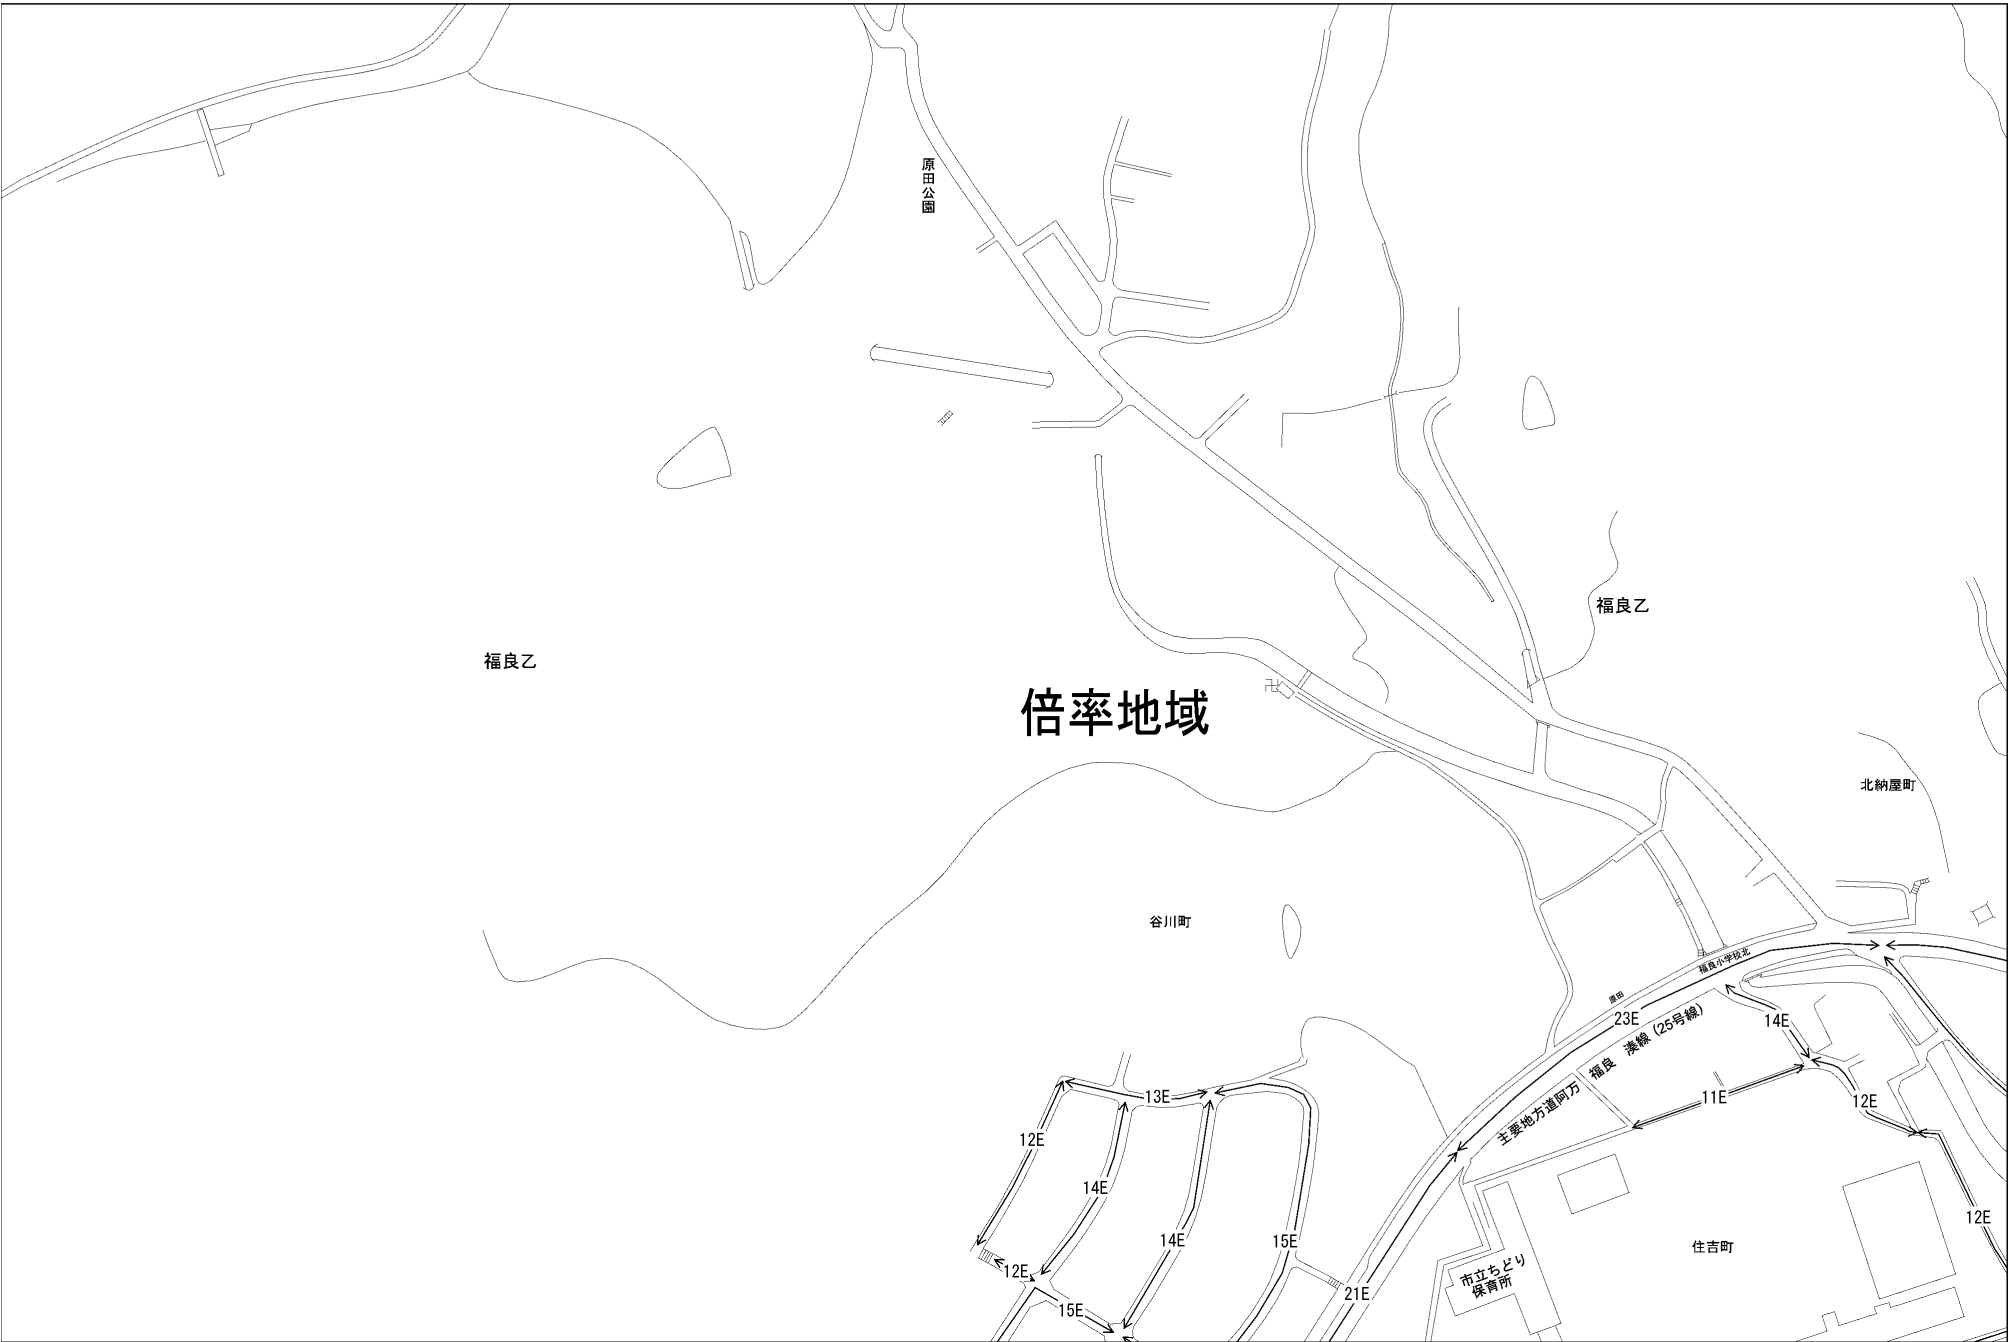 原田公園
福良乙
福良乙
倍率地域
卍
北納屋町
谷川町
福良小学校北
原田
23E
14E
主要地方道阿万　福良　湊線（25号線）
13E
11E
12E
12E
14E
14E
15E
12E
12E
15E
21E
住吉町
市立ちどり
保育所